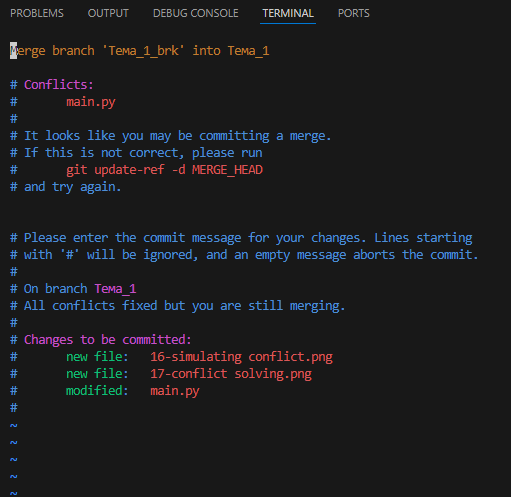 PROBLEMS OUTPUT DEBUG CONSOLE TERMINAL PORTS
Merge branch 'Тема_1_brk' into Тема_1
# Conflicts:
#       main.py
#
# It looks like you may be committing a merge.
# If this is not correct, please run
#       git update-ref -d MERGE_HEAD
# and try again.
# Please enter the commit message for your changes. Lines starting
# with '#' will be ignored, and an empty message aborts the commit.
#
# On branch Тема_1
# All conflicts fixed but you are still merging.
#
# Changes to be committed:
#       new file:   16-simulating conflict.png
#       new file:   17-conflict solving.png
#       modified:   main.py
#
~
~
~
~
~